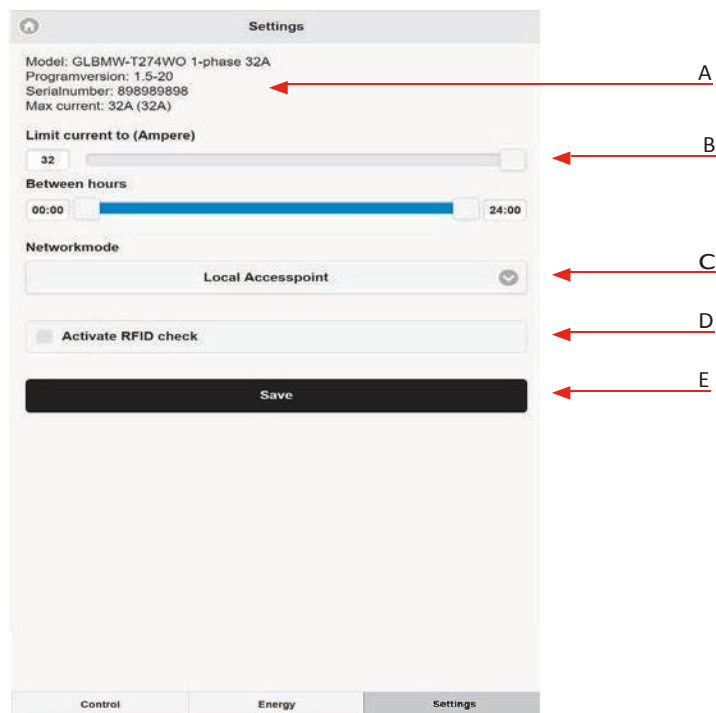 Settings
Model: GLBMW-T274WO 1-phase 32A
Programversion: 1.5-20
Serialnumber: 898989898
Max current: 32A (32A)
A
Limit current to (Ampere)
32
B
Between hours
00:00
24:00
Networkmode
Local Accesspoint
C
Activate RFID check
D
Save
E
Control
Energy
Settings